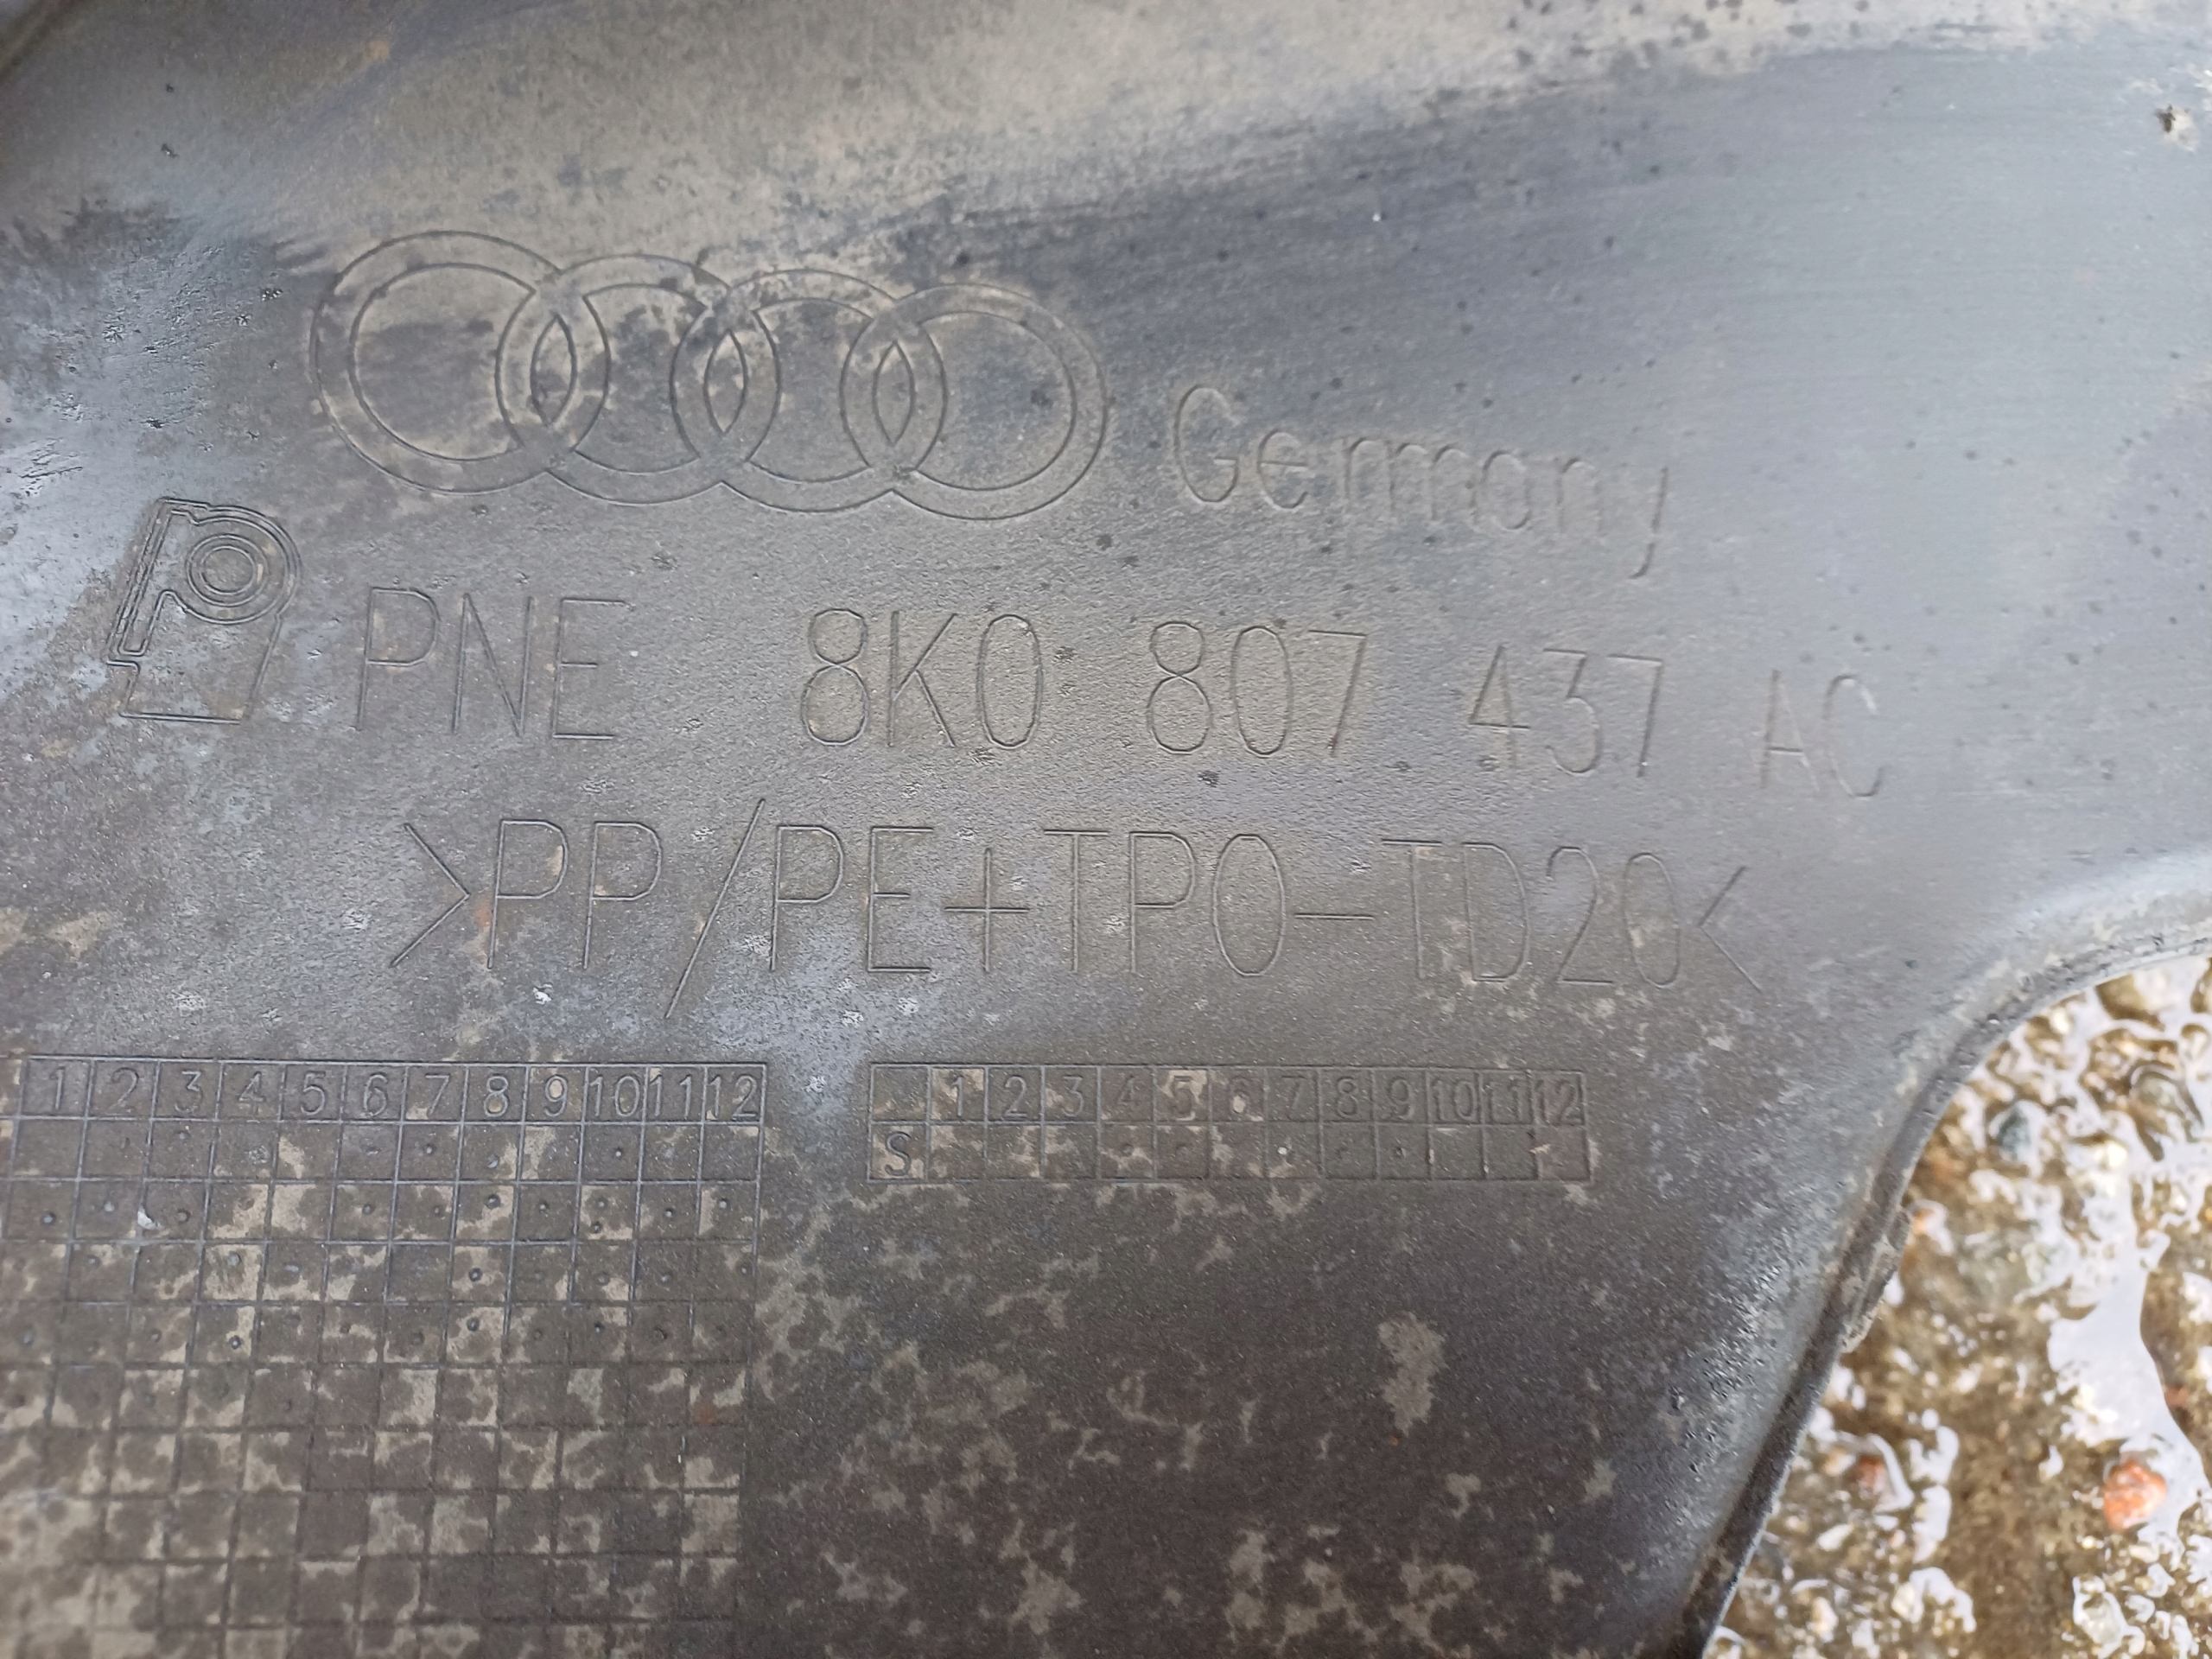 Germany
PNE 8K0 807 437 AC
>PP/PE+TPO-TD20<
1 2 3 4 5 6 7 8 9 10 11 12
1 2 3 4 5 6 7 8 9 10 11 12
S